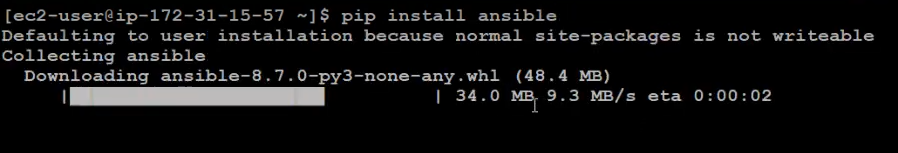 [ec2-user@ip-172-31-15-57 ~]$ pip install ansible
Defaulting to user installation because normal site-packages is not writeable
Collecting ansible
  Downloading ansible-8.7.0-py3-none-any.whl (48.4 MB)
     |████████████████████            | 34.0 MB 9.3 MB/s eta 0:00:02